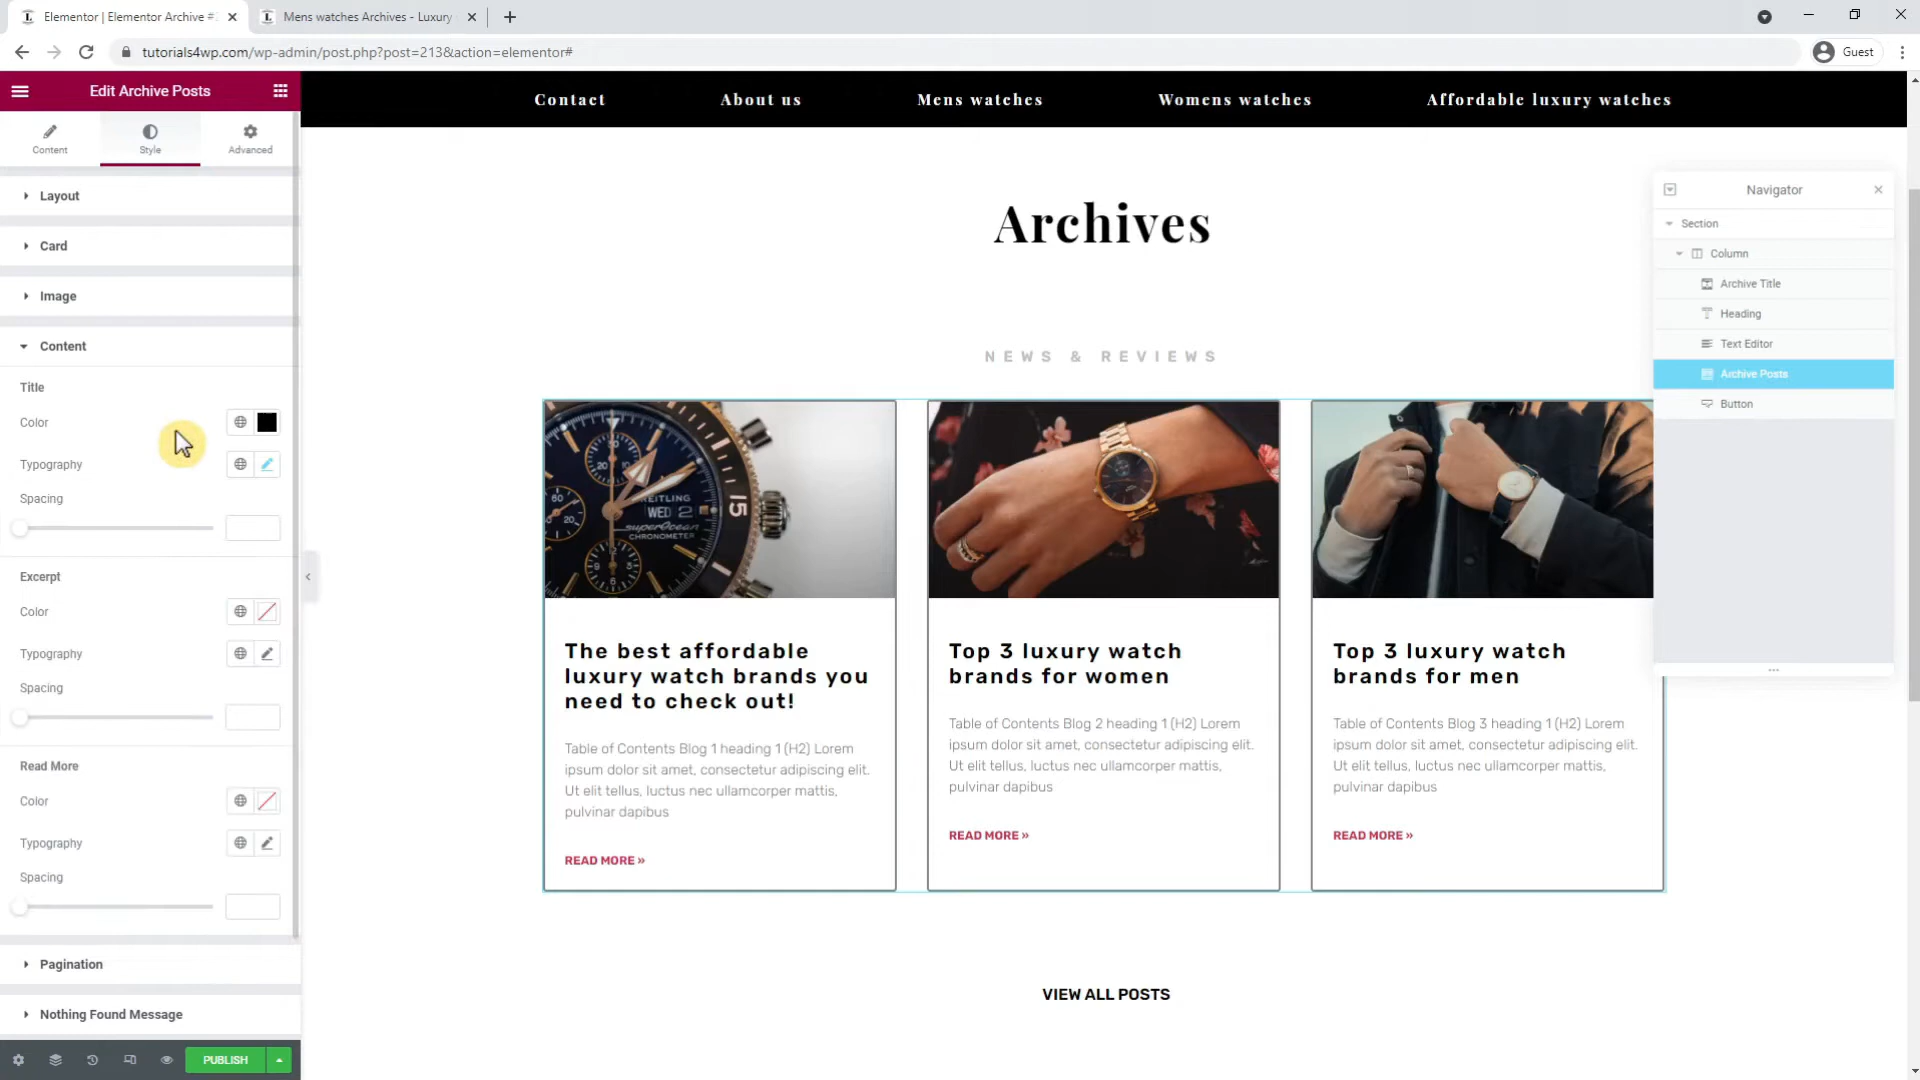 Elementor | Elementor Archive #
Mens watches Archives - Luxury
tutorials4wp.com/wp-admin/post.php?post=213&action=elementor#
Guest
Edit Archive Posts
Content
Style
Advanced
Layout
Card
Image
Content
Title
Color
Typography
Spacing
Excerpt
Color
Typography
Spacing
Read More
Color
Typography
Spacing
Pagination
Nothing Found Message
PUBLISH
Contact
About us
Mens watches
Womens watches
Affordable luxury watches
Archives
NEWS & REVIEWS
BREITLING
WED 2
superOcean
CHRONOMETER
15
60
20
The best affordable
luxury watch brands you
need to check out!
Table of Contents Blog 1 heading 1 (H2) Lorem
ipsum dolor sit amet, consectetur adipiscing elit.
Ut elit tellus, luctus nec ullamcorper mattis,
pulvinar dapibus
READ MORE »
Top 3 luxury watch
brands for women
Table of Contents Blog 2 heading 1 (H2) Lorem
ipsum dolor sit amet, consectetur adipiscing elit.
Ut elit tellus, luctus nec ullamcorper mattis,
pulvinar dapibus
READ MORE »
Top 3 luxury watch
brands for men
Table of Contents Blog 3 heading 1 (H2) Lorem
ipsum dolor sit amet, consectetur adipiscing elit.
Ut elit tellus, luctus nec ullamcorper mattis,
pulvinar dapibus
READ MORE »
VIEW ALL POSTS
Navigator
Section
Column
Archive Title
Heading
Text Editor
Archive Posts
Button